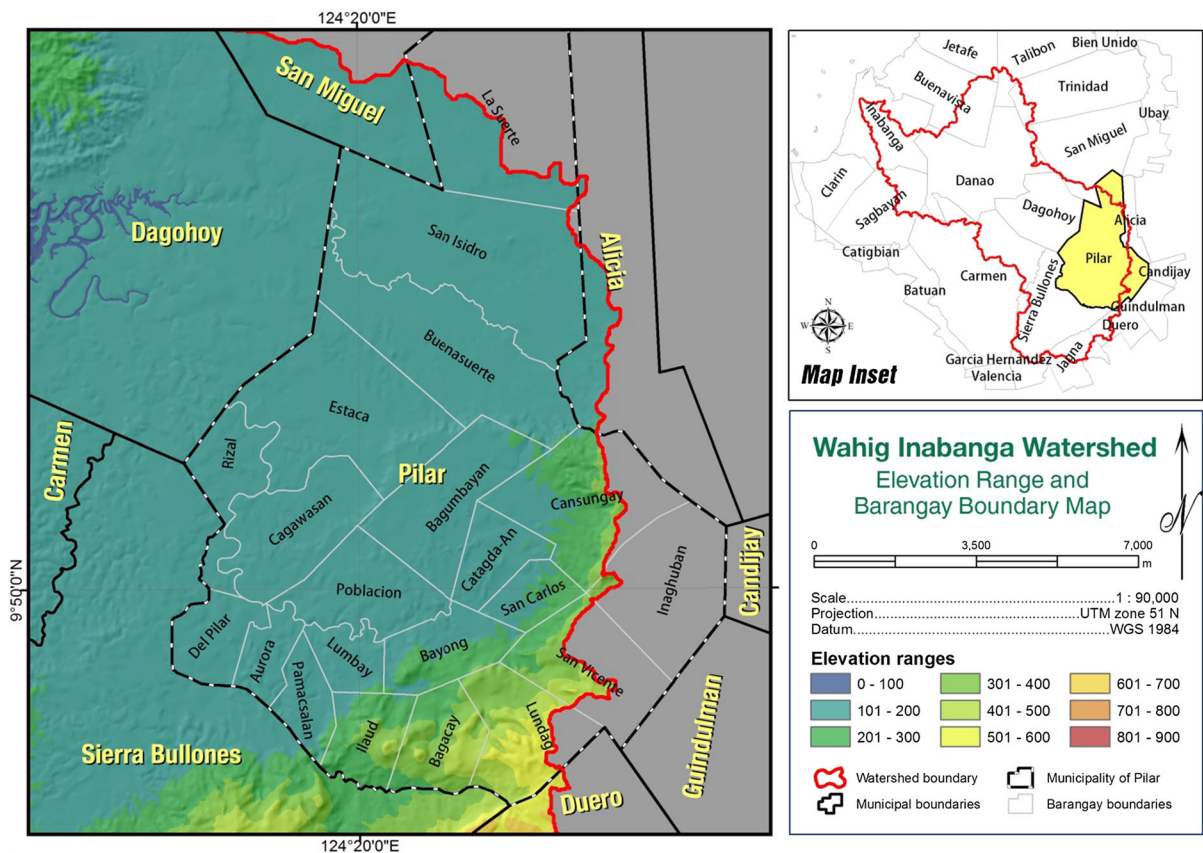 124°20'0"E
San Miguel
La Suerte
Dagohoy
San Isidro
Alicia
Buenasuerte
Estaca
Rizal
Carmen
Pilar
Bagumbayan
Cansungay
Cagawasan
Catagda-An
Inaghuban
Candijay
9°50'0"N
Poblacion
San Carlos
Del Pilar
Aurora
Pamacsalan
Lumbay
Bayong
San Vicente
Ilaud
Bagacay
Lundag
Guindulman
Sierra Bullones
Duero
124°20'0"E
Jetafe
Talibon
Bien Unido
Buenavista
Trinidad
Inabanga
Ubay
San Miguel
Clarin
Danao
Sagbayan
Dagohoy
Alicia
Catigbian
Pilar
Candijay
Carmen
Batuan
Sierra Bullones
Guindulman
Duero
N
W
E
S
Jagna
Garcia Hernandez
Valencia
Map Inset
Wahig Inabanga Watershed
Elevation Range and
Barangay Boundary Map
N
0 3,500 7,000
m
Scale 1 : 90,000
Projection UTM zone 51 N
Datum WGS 1984
Elevation ranges
0 - 100 301 - 400 601 - 700
101 - 200 401 - 500 701 - 800
201 - 300 501 - 600 801 - 900
Watershed boundary Municipality of Pilar
Municipal boundaries Barangay boundaries